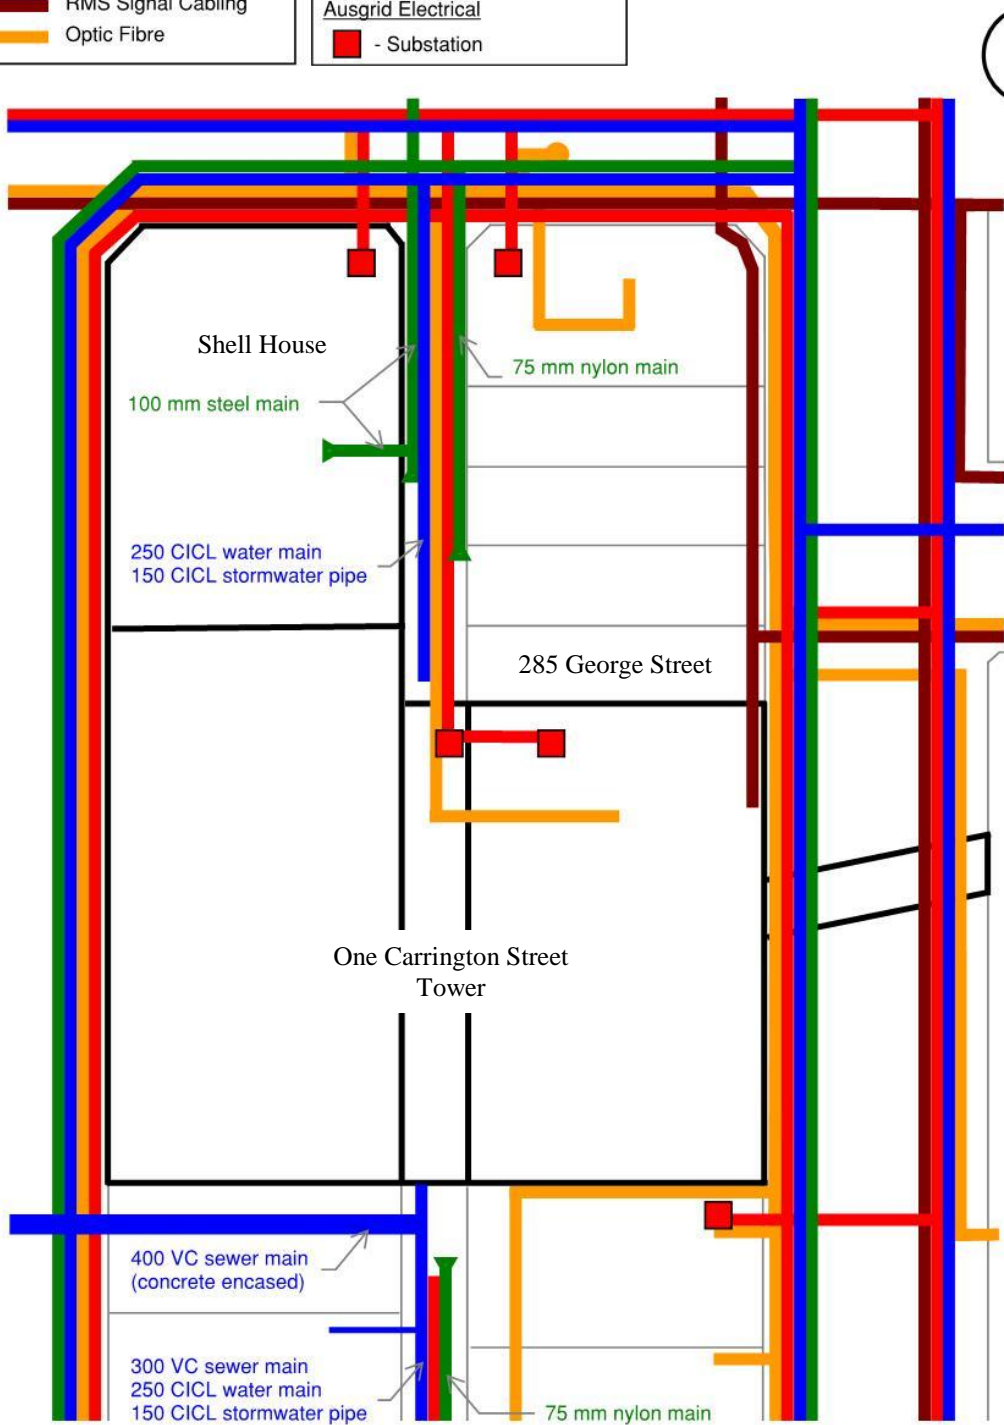 RMS Signal Cabling
Optic Fibre
Ausgrid Electrical
- Substation
Shell House
75 mm nylon main
100 mm steel main
250 CICL water main
150 CICL stormwater pipe
285 George Street
One Carrington Street
Tower
400 VC sewer main
(concrete encased)
300 VC sewer main
250 CICL water main
150 CICL stormwater pipe
75 mm nylon main